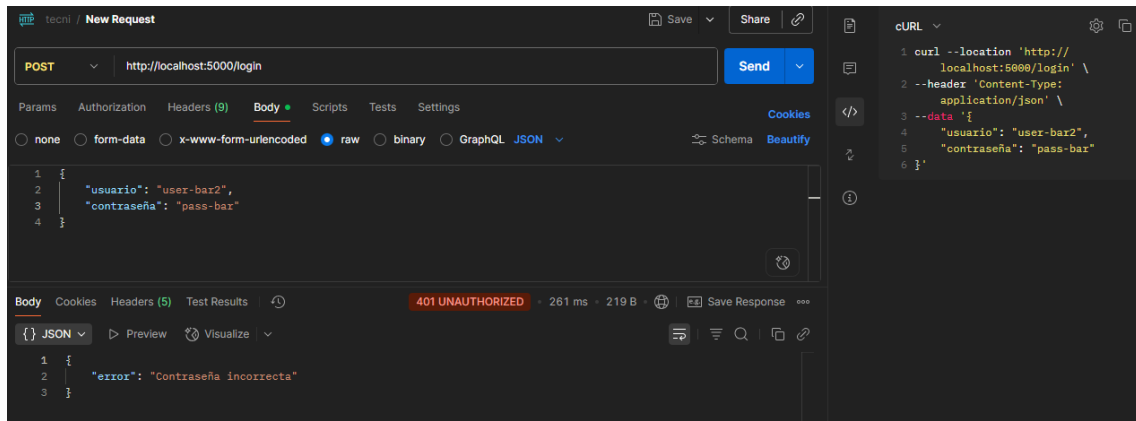 HTTP tecni / New Request Save Share
POST http://localhost:5000/login Send
Params Authorization Headers (9) Body Scripts Tests Settings Cookies
none form-data x-www-form-urlencoded raw binary GraphQL JSON Schema Beautify
1 {
2 "usuario": "user-bar2",
3 "contraseña": "pass-bar"
4 }
Body Cookies Headers (5) Test Results 401 UNAUTHORIZED 261 ms 219 B e.g. Save Response
{} JSON Preview Visualize
1 {
2 "error": "Contraseña incorrecta"
3 }
cURL
1 curl --location 'http://
localhost:5000/login' \
2 --header 'Content-Type:
application/json' \
3 --data '{
4 "usuario": "user-bar2",
5 "contraseña": "pass-bar"
6 }'